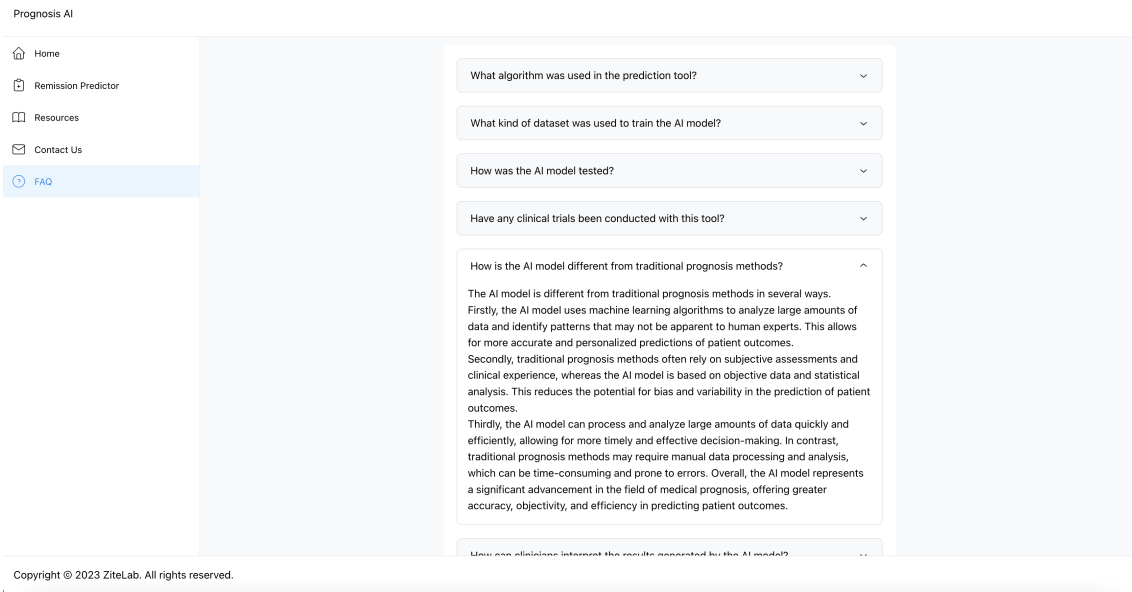 Prognosis AI
Home
Remission Predictor
Resources
Contact Us
FAQ
What algorithm was used in the prediction tool?
What kind of dataset was used to train the AI model?
How was the AI model tested?
Have any clinical trials been conducted with this tool?
How is the AI model different from traditional prognosis methods?
The AI model is different from traditional prognosis methods in several ways.
Firstly, the AI model uses machine learning algorithms to analyze large amounts of
data and identify patterns that may not be apparent to human experts. This allows
for more accurate and personalized predictions of patient outcomes.
Secondly, traditional prognosis methods often rely on subjective assessments and
clinical experience, whereas the AI model is based on objective data and statistical
analysis. This reduces the potential for bias and variability in the prediction of patient
outcomes.
Thirdly, the AI model can process and analyze large amounts of data quickly and
efficiently, allowing for more timely and effective decision-making. In contrast,
traditional prognosis methods may require manual data processing and analysis,
which can be time-consuming and prone to errors. Overall, the AI model represents
a significant advancement in the field of medical prognosis, offering greater
accuracy, objectivity, and efficiency in predicting patient outcomes.
How can clinicians interpret the results generated by the AI model?
Copyright © 2023 ZiteLab. All rights reserved.